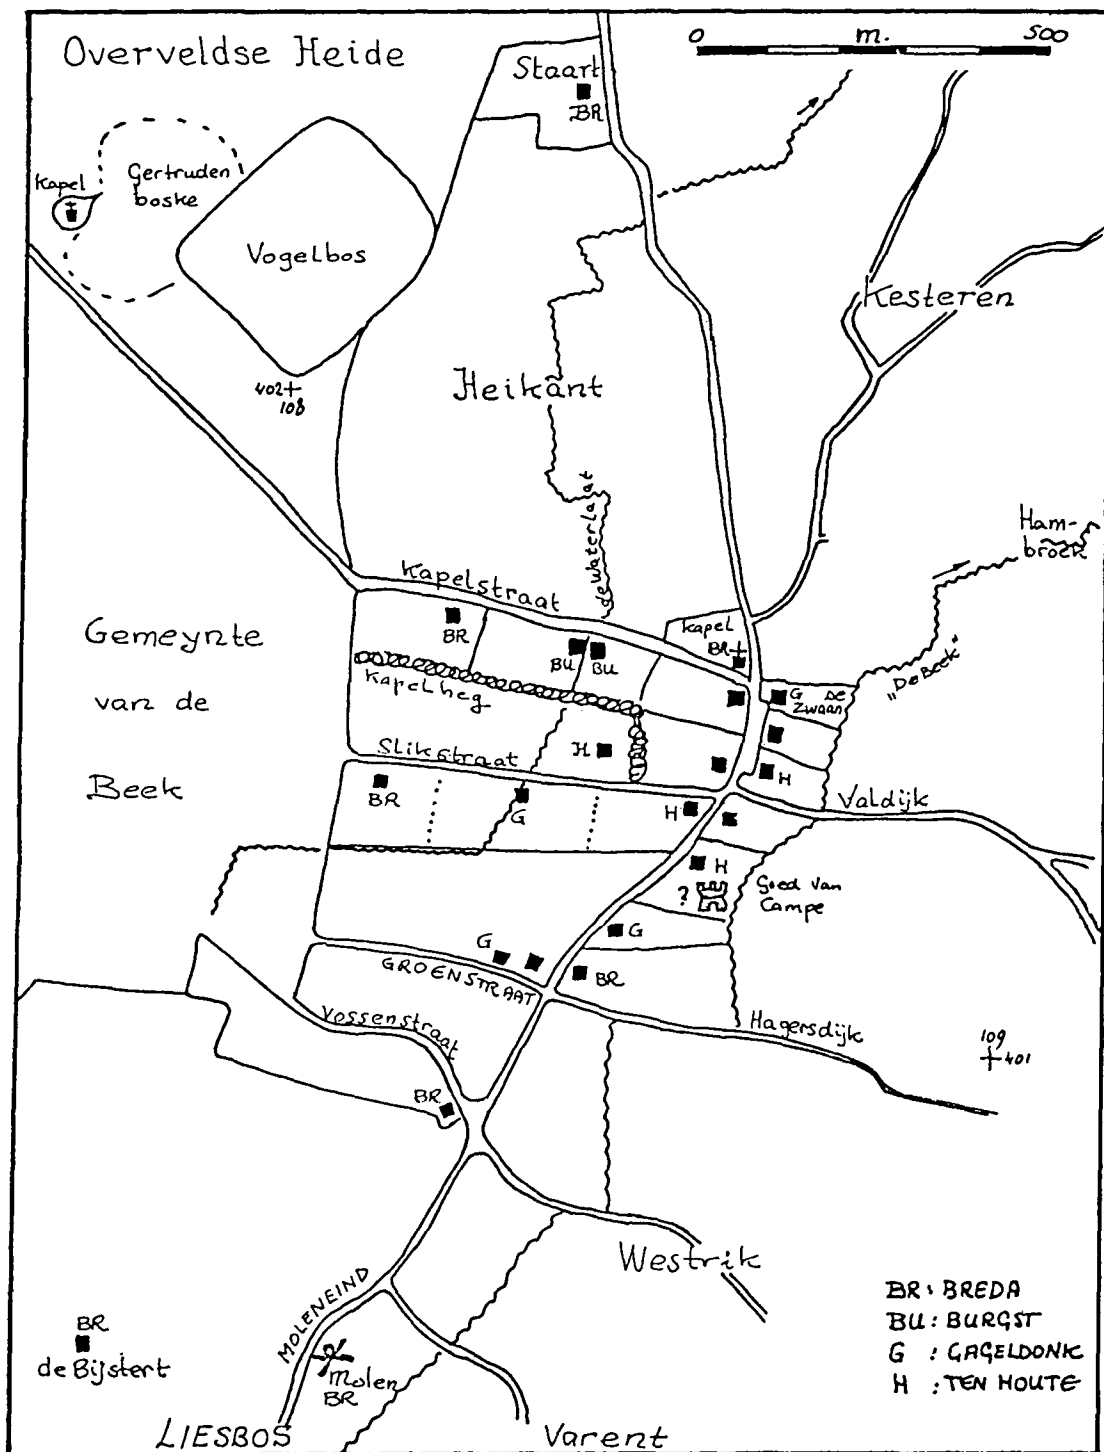 Overveldse Heide
0 m. 500
Staart
BR
Kapel
Gertruden
boske
Vogelbos
Kesteren
402
108
Heikant
de Waterlaat
Ham-
broek
Kapelstraat
Gemeynte
van de
Beek
BR
BU
BU
Kapel
BR
„De Beek"
Kapelheg
G De
Zwaan
H
Slikstraat
H
BR
G
H
Valdijk
H
?
Goed van
Campe
G
G
GROENSTRAAT
BR
Hagersdijk
Vossenstraat
109
401
BR
Westrik
MOLENEIND
BR
de Bijstert
Molen
BR
BR: BREDA
BU: BURGST
G : GAGELDONK
H : TEN HOUTE
LIESBOS
Varent